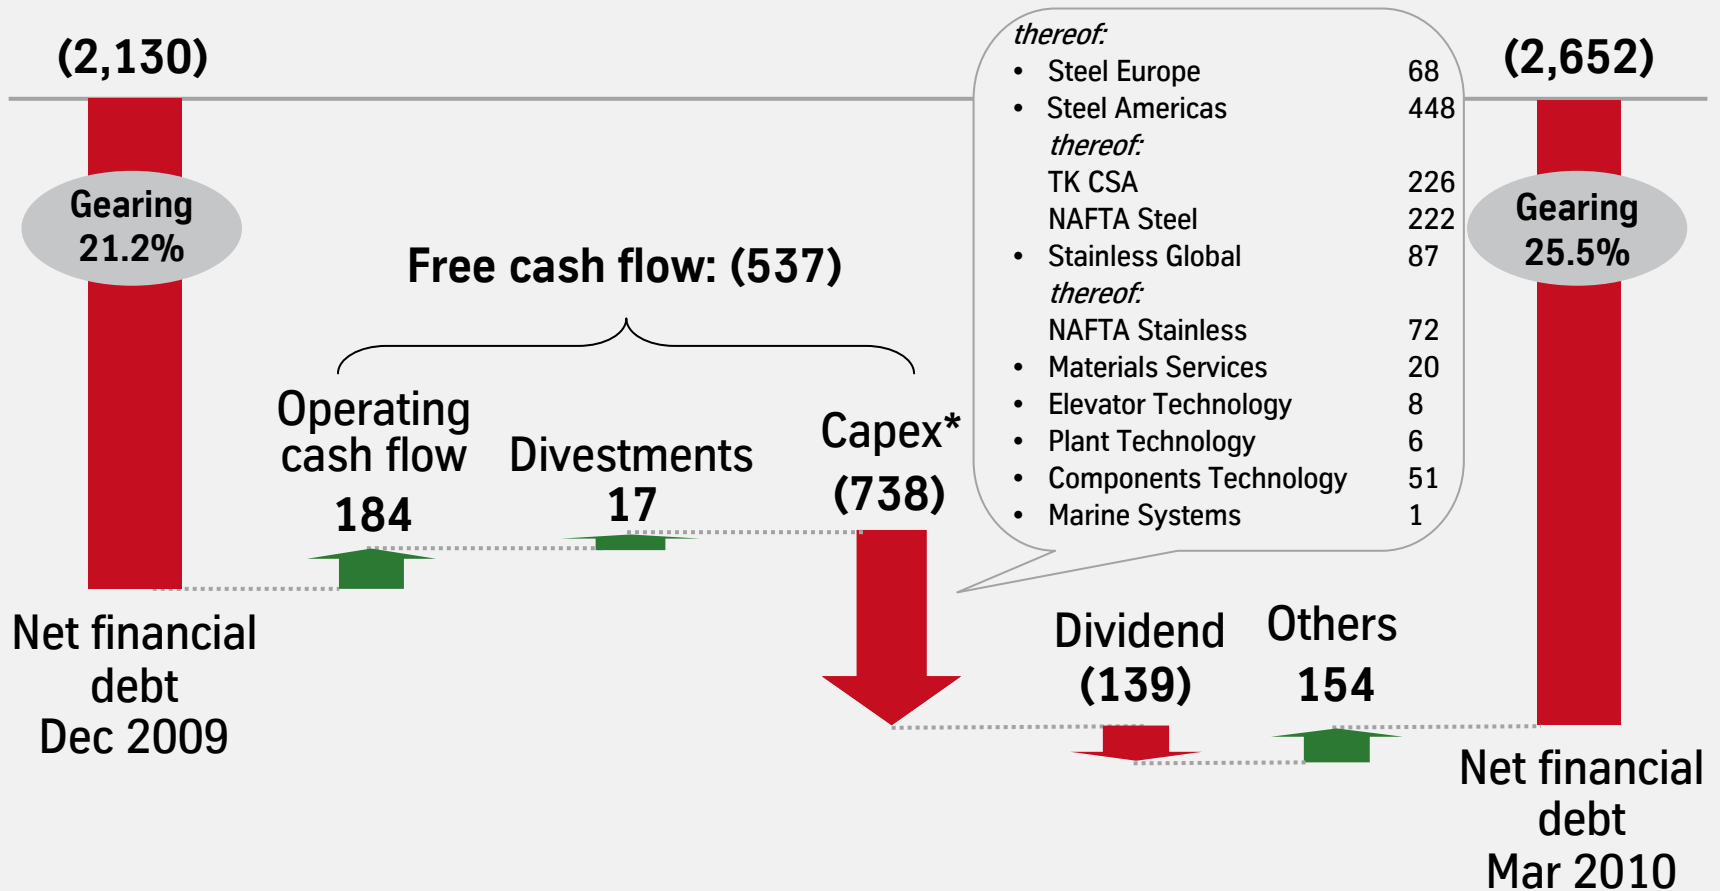 (2,130)
Gearing
21.2%
Net financial
debt
Dec 2009
Free cash flow: (537)
Operating
cash flow
184
Divestments
17
Capex*
(738)
thereof:
• Steel Europe 68
• Steel Americas 448
thereof:
TK CSA 226
NAFTA Steel 222
• Stainless Global 87
thereof:
NAFTA Stainless 72
• Materials Services 20
• Elevator Technology 8
• Plant Technology 6
• Components Technology 51
• Marine Systems 1
Dividend
(139)
Others
154
(2,652)
Gearing
25.5%
Net financial
debt
Mar 2010